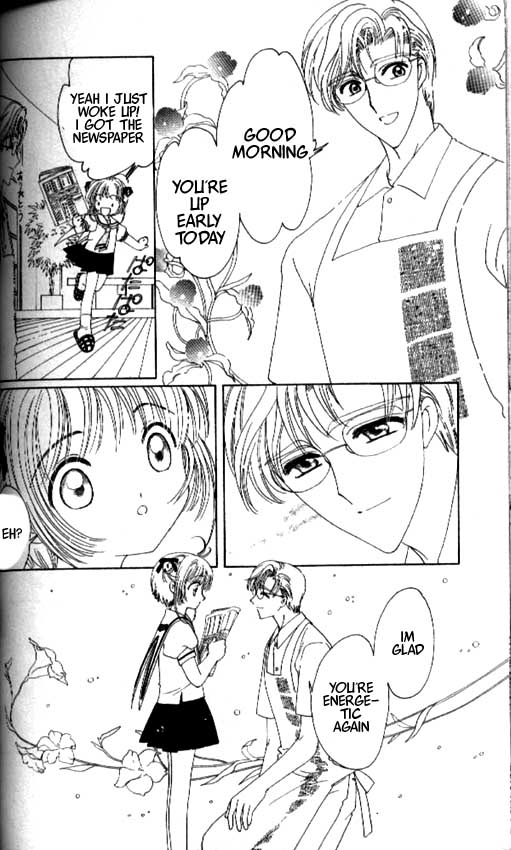 GOOD
MORNING
YOU'RE
UP
EARLY
TODAY
YEAH I JUST
WOKE UP!
I GOT THE
NEWSPAPER
EH?
IM
GLAD
YOU'RE
ENERGE-
TIC
AGAIN